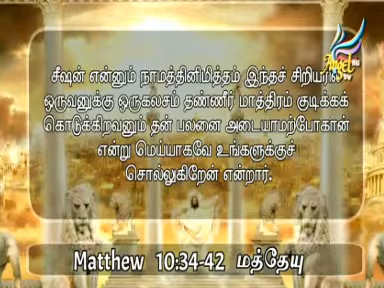 சீஷன் என்னும் நாமத்தினிமித்தம் இந்தச் சிறியரில்
ஒருவனுக்கு ஒருகலசம் தண்ணீர் மாத்திரம் குடிக்கக்
கொடுக்கிறவனும் தன் பலனை அடையாமற்போகான்
என்று மெய்யாகவே உங்களுக்குச்
சொல்லுகிறேன் என்றார்.
Matthew 10:34-42 மத்தேயு
Angel